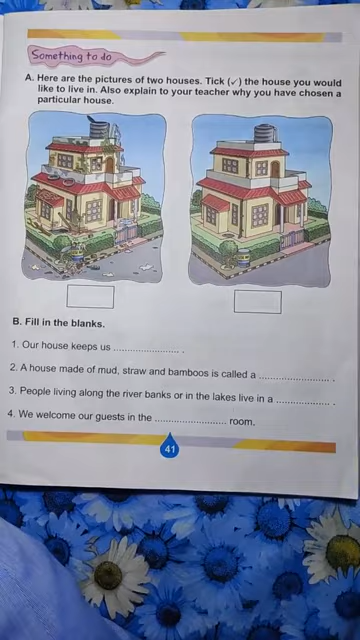 Something to do
A. Here are the pictures of two houses. Tick (✓) the house you would
like to live in. Also explain to your teacher why you have chosen a
particular house.
B. Fill in the blanks.
1. Our house keeps us ........................ .
2. A house made of mud, straw and bamboos is called a ........................ .
3. People living along the river banks or in the lakes live in a .................. .
4. We welcome our guests in the ........................ room.
41